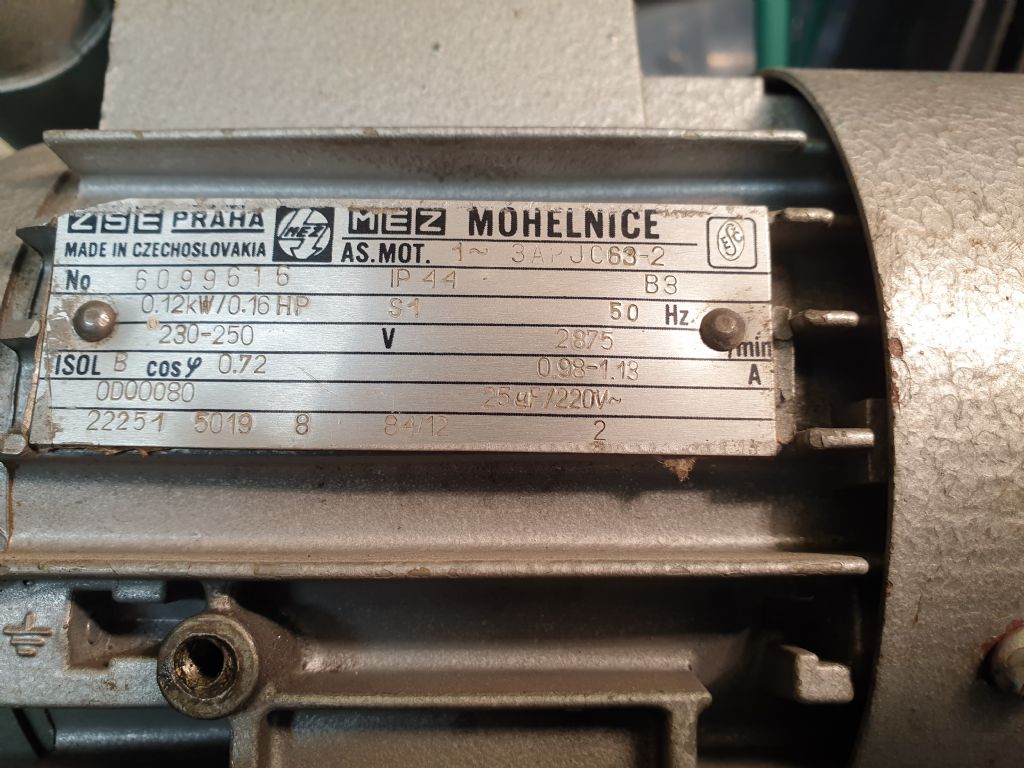 ZSE PRAHA MEZ MEZ MOHELNICE
MADE IN CZECHOSLOVAKIA AS.MOT. 1~ 3APJC63-2 ESC
No 6099616 IP 44 B3
0.12kW/0.16HP S1 50 Hz
230-250 V 2875 /min
ISOL B cosφ 0.72 0.98-1.13 A
0D00080 25µF/220V~
22251 5019 8 84/12 2